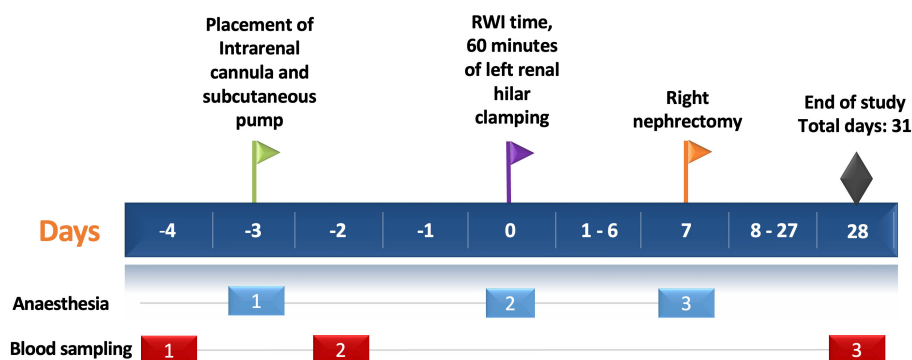 Placement of
Intrarenal
cannula and
subcutaneous
pump
RWI time,
60 minutes
of left renal
hilar
clamping
Right
nephrectomy
End of study
Total days: 31
Days -4 -3 -2 -1 0 1 - 6 7 8 - 27 28
Anaesthesia 1 2 3
Blood sampling 1 2 3